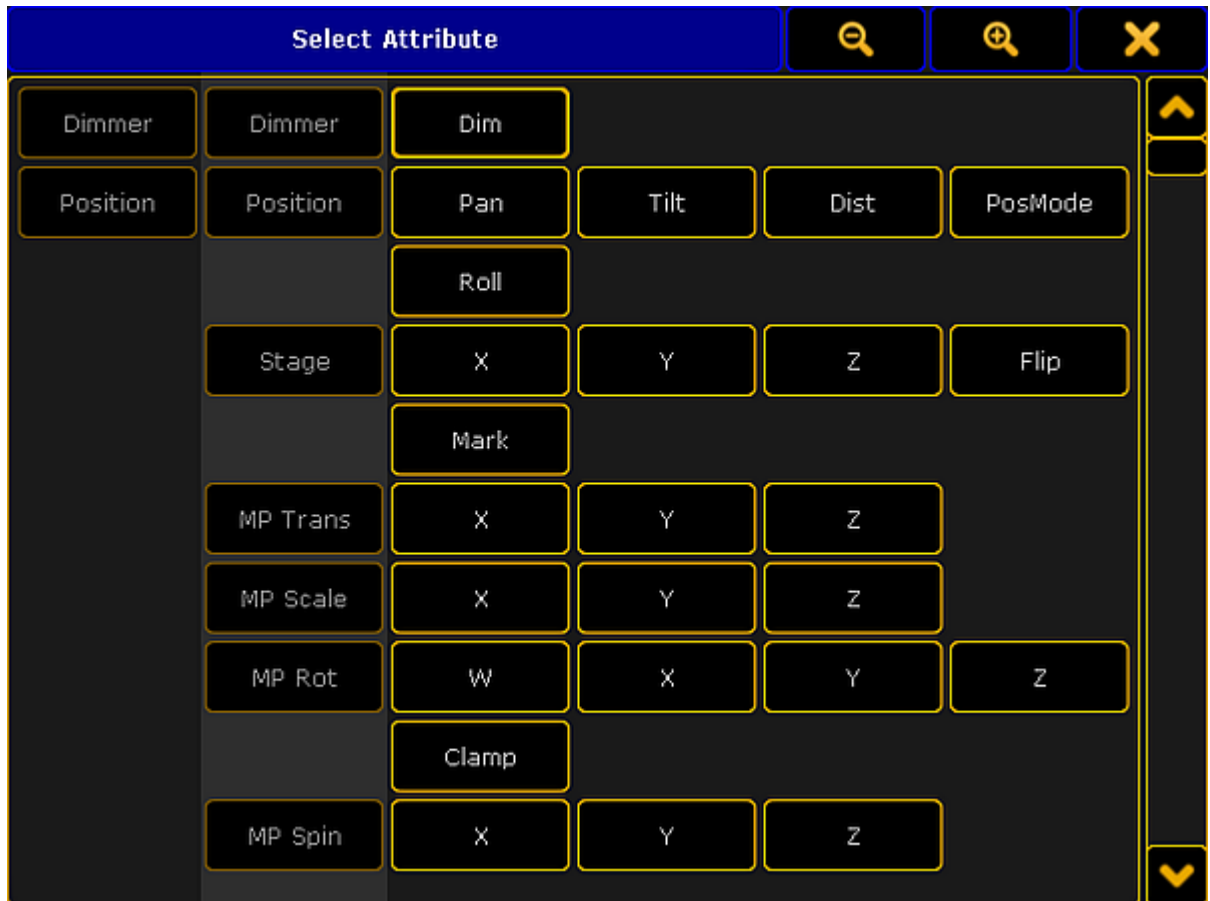 Select Attribute
Dimmer Dimmer Dim
Position Position Pan Tilt Dist PosMode
Roll
Stage X Y Z Flip
Mark
MP Trans X Y Z
MP Scale X Y Z
MP Rot W X Y Z
Clamp
MP Spin X Y Z